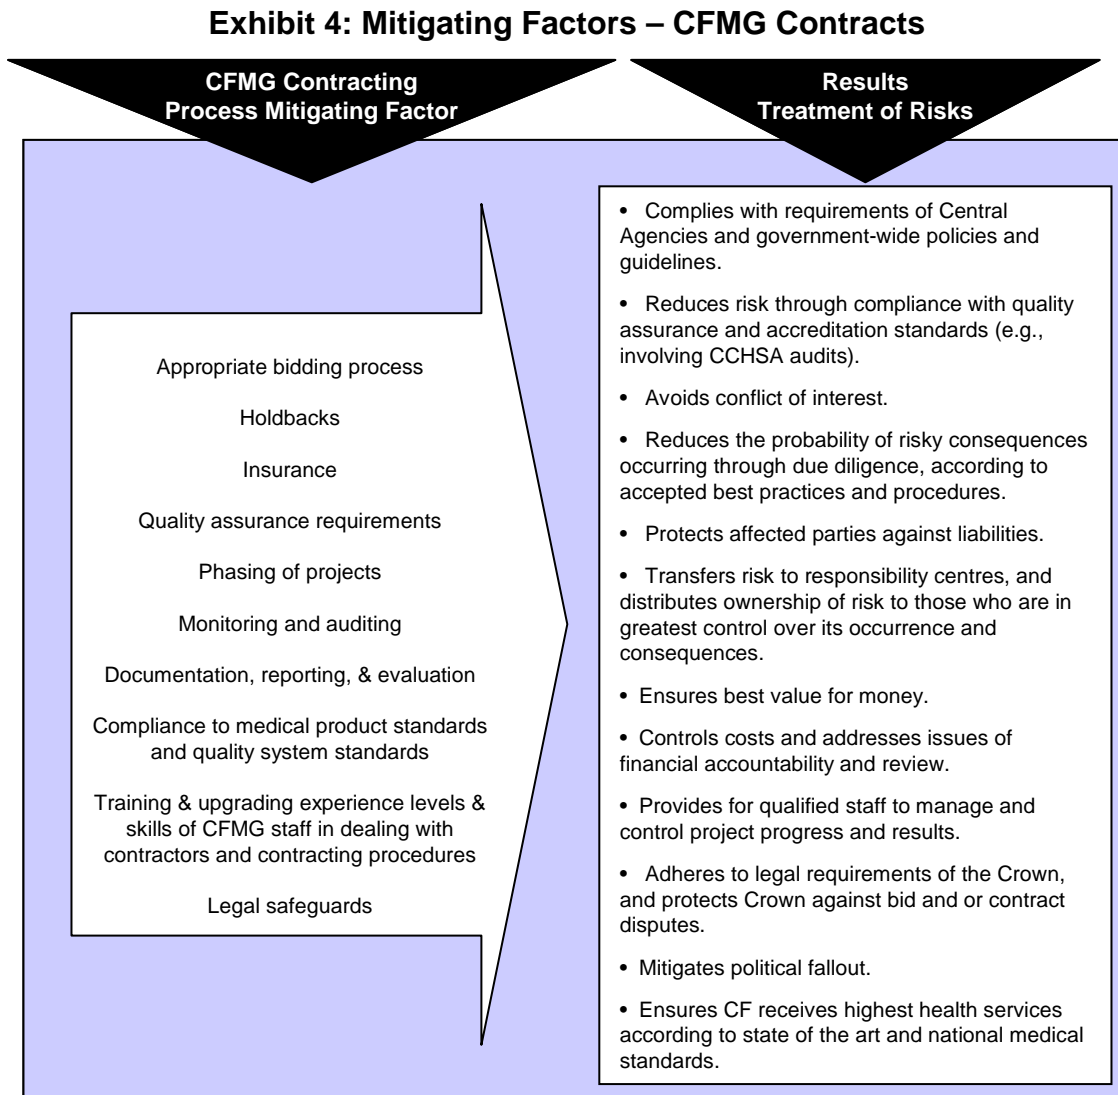 Exhibit 4: Mitigating Factors – CFMG Contracts
CFMG Contracting
Process Mitigating Factor
Results
Treatment of Risks
Appropriate bidding process
Holdbacks
Insurance
Quality assurance requirements
Phasing of projects
Monitoring and auditing
Documentation, reporting, & evaluation
Compliance to medical product standards
and quality system standards
Training & upgrading experience levels &
skills of CFMG staff in dealing with
contractors and contracting procedures
Legal safeguards
• Complies with requirements of Central
Agencies and government-wide policies and
guidelines.
• Reduces risk through compliance with quality
assurance and accreditation standards (e.g.,
involving CCHSA audits).
• Avoids conflict of interest.
• Reduces the probability of risky consequences
occurring through due diligence, according to
accepted best practices and procedures.
• Protects affected parties against liabilities.
• Transfers risk to responsibility centres, and
distributes ownership of risk to those who are in
greatest control over its occurrence and
consequences.
• Ensures best value for money.
• Controls costs and addresses issues of
financial accountability and review.
• Provides for qualified staff to manage and
control project progress and results.
• Adheres to legal requirements of the Crown,
and protects Crown against bid and or contract
disputes.
• Mitigates political fallout.
• Ensures CF receives highest health services
according to state of the art and national medical
standards.